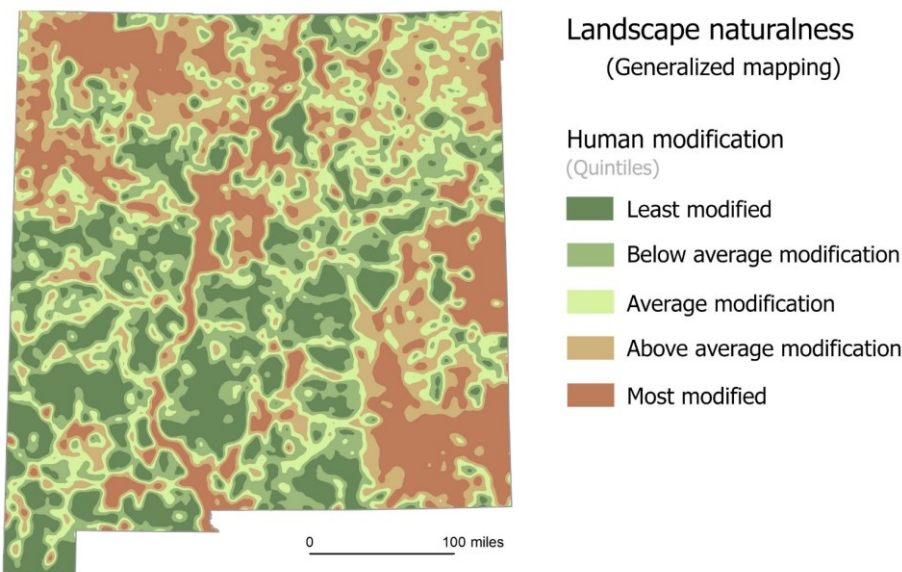 Landscape naturalness
(Generalized mapping)
Human modification
(Quintiles)
Least modified
Below average modification
Average modification
Above average modification
Most modified
0 100 miles